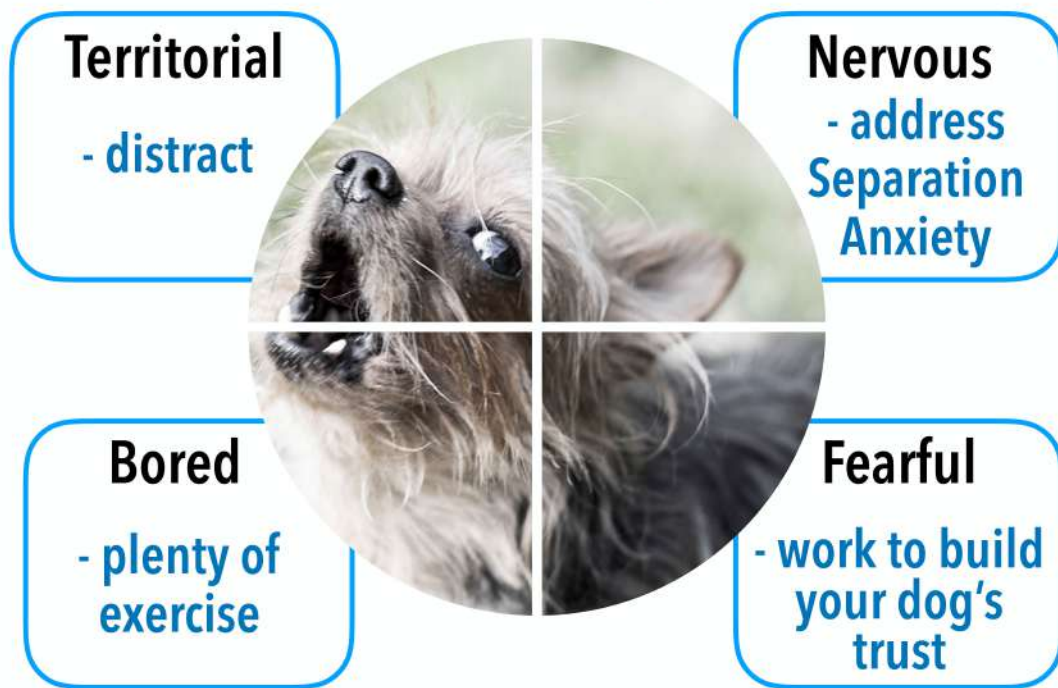 Territorial
- distract
Nervous
- address
Separation
Anxiety
Bored
- plenty of
exercise
Fearful
- work to build
your dog's
trust